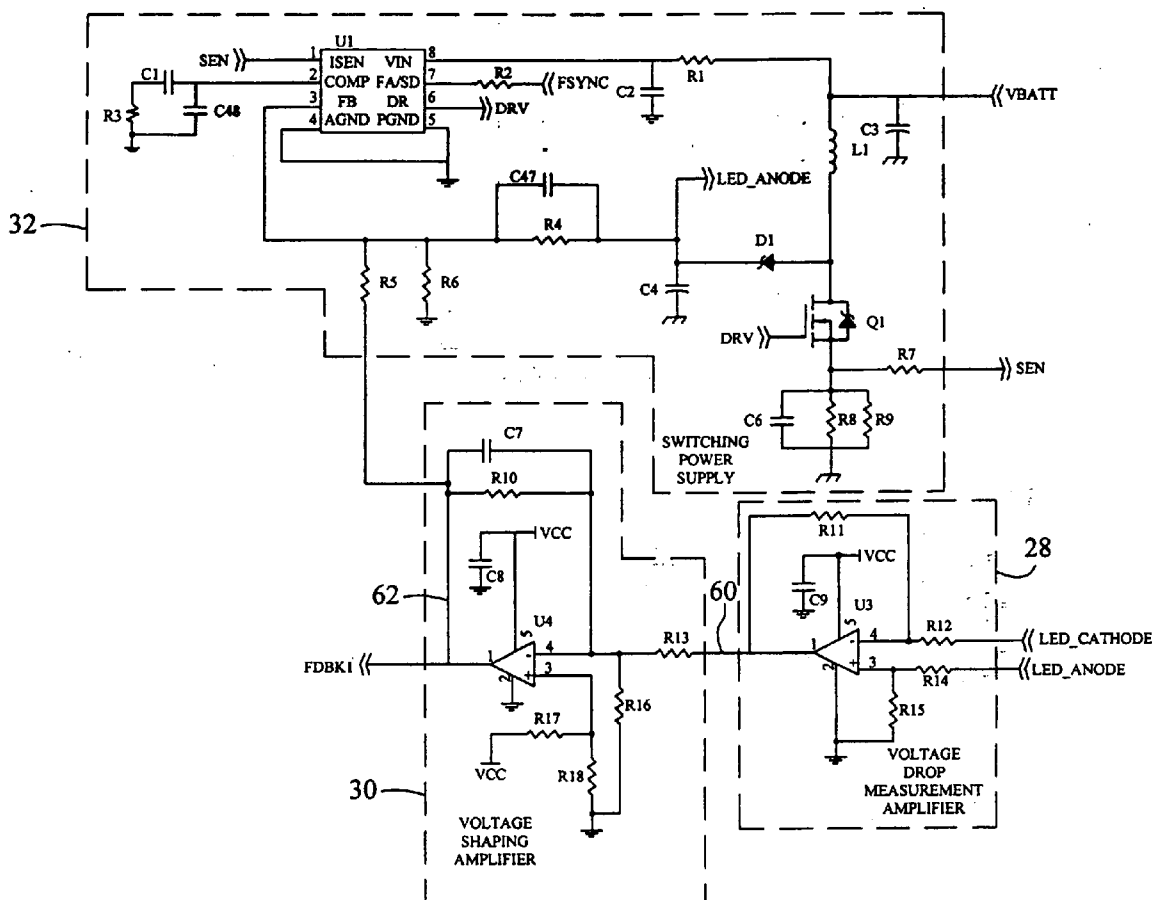 U1
SEN
1 ISEN VIN 8
2 COMP FA/SD 7
3 FB DR 6
4 AGND PGND 5
C1
R3
C48
R2
FSYNC
DRV
C2
R1
VBATT
C3
L1
C47
R4
LED_ANODE
32
R5
R6
C4
D1
DRV
Q1
R7
SEN
C6
R8
R9
SWITCHING
POWER
SUPPLY
C7
R10
VCC
C8
62
U4
5
1
4
-
3
+
2
FDBK1
R13
60
R16
R17
VCC
R18
30
VOLTAGE
SHAPING
AMPLIFIER
R11
VCC
C9
28
U3
5
1
4
-
3
+
2
R12
LED_CATHODE
R14
LED_ANODE
R15
VOLTAGE
DROP
MEASUREMENT
AMPLIFIER